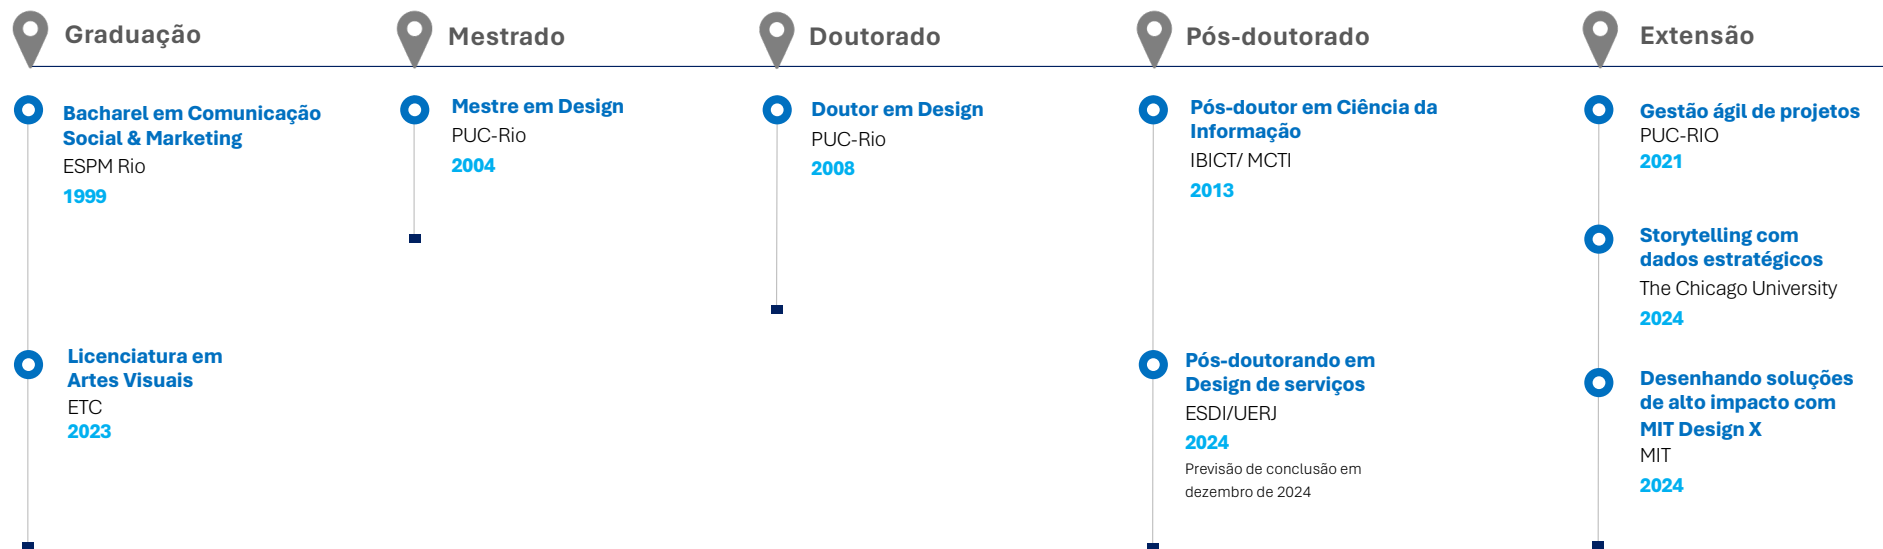 Graduação
Bacharel em Comunicação
Social & Marketing
ESPM Rio
1999
Licenciatura em
Artes Visuais
ETC
2023
Mestrado
Mestre em Design
PUC-Rio
2004
Doutorado
Doutor em Design
PUC-Rio
2008
Pós-doutorado
Pós-doutor em Ciência da
Informação
IBICT/ MCTI
2013
Pós-doutorando em
Design de serviços
ESDI/UERJ
2024
Previsão de conclusão em
dezembro de 2024
Extensão
Gestão ágil de projetos
PUC-RIO
2021
Storytelling com
dados estratégicos
The Chicago University
2024
Desenhando soluções
de alto impacto com
MIT Design X
MIT
2024